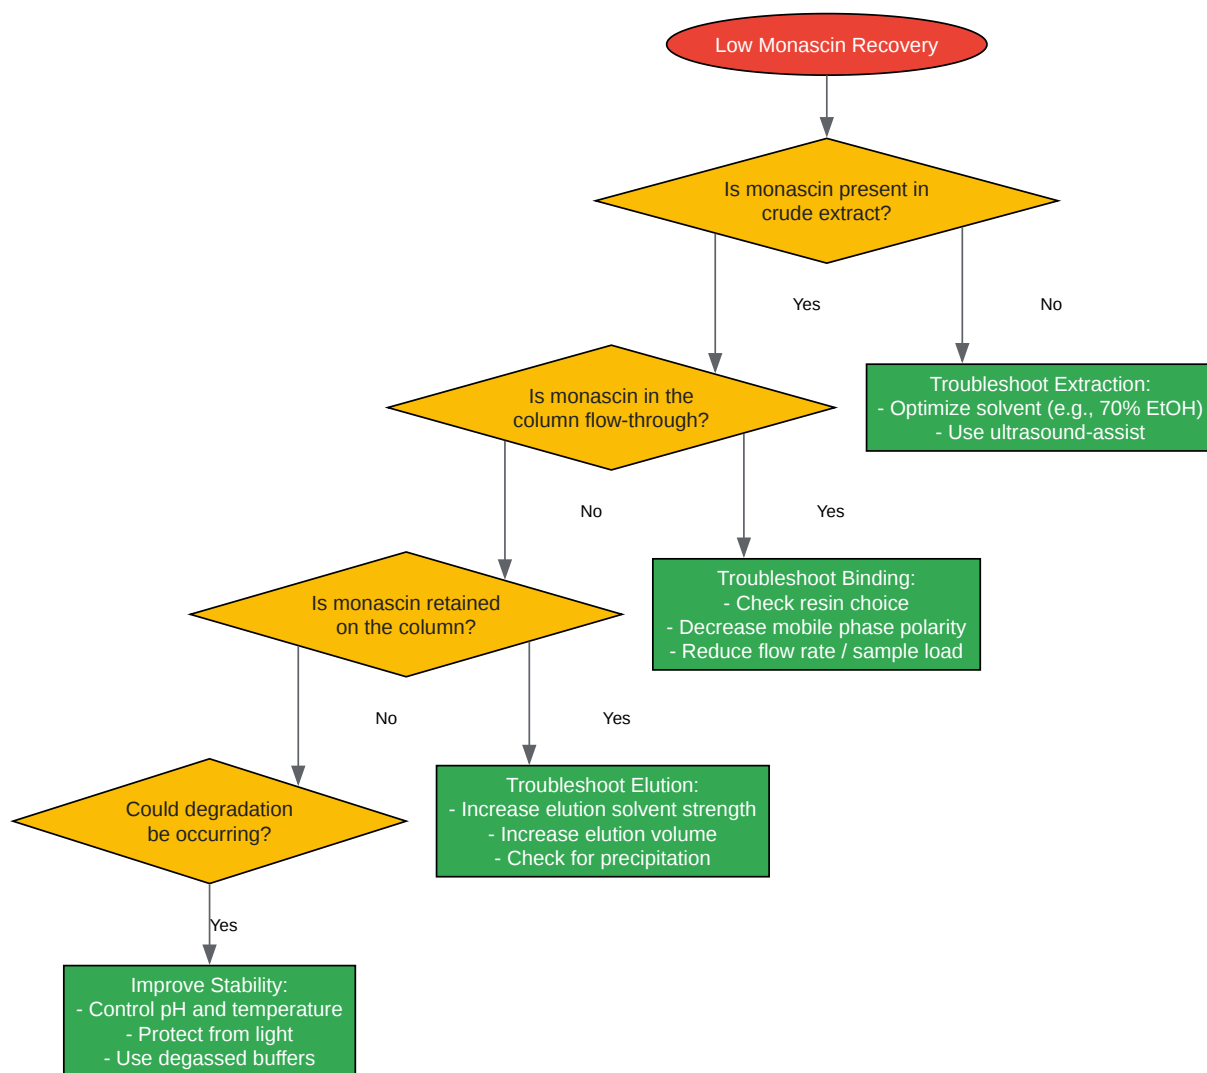 Low Monascin Recovery
Is monascin present in
crude extract?
Yes
No
Is monascin in the
column flow-through?
Troubleshoot Extraction:
- Optimize solvent (e.g., 70% EtOH)
- Use ultrasound-assist
No
Yes
Is monascin retained
on the column?
Troubleshoot Binding:
- Check resin choice
- Decrease mobile phase polarity
- Reduce flow rate / sample load
No
Yes
Could degradation
be occurring?
Troubleshoot Elution:
- Increase elution solvent strength
- Increase elution volume
- Check for precipitation
Yes
Improve Stability:
- Control pH and temperature
- Protect from light
- Use degassed buffers